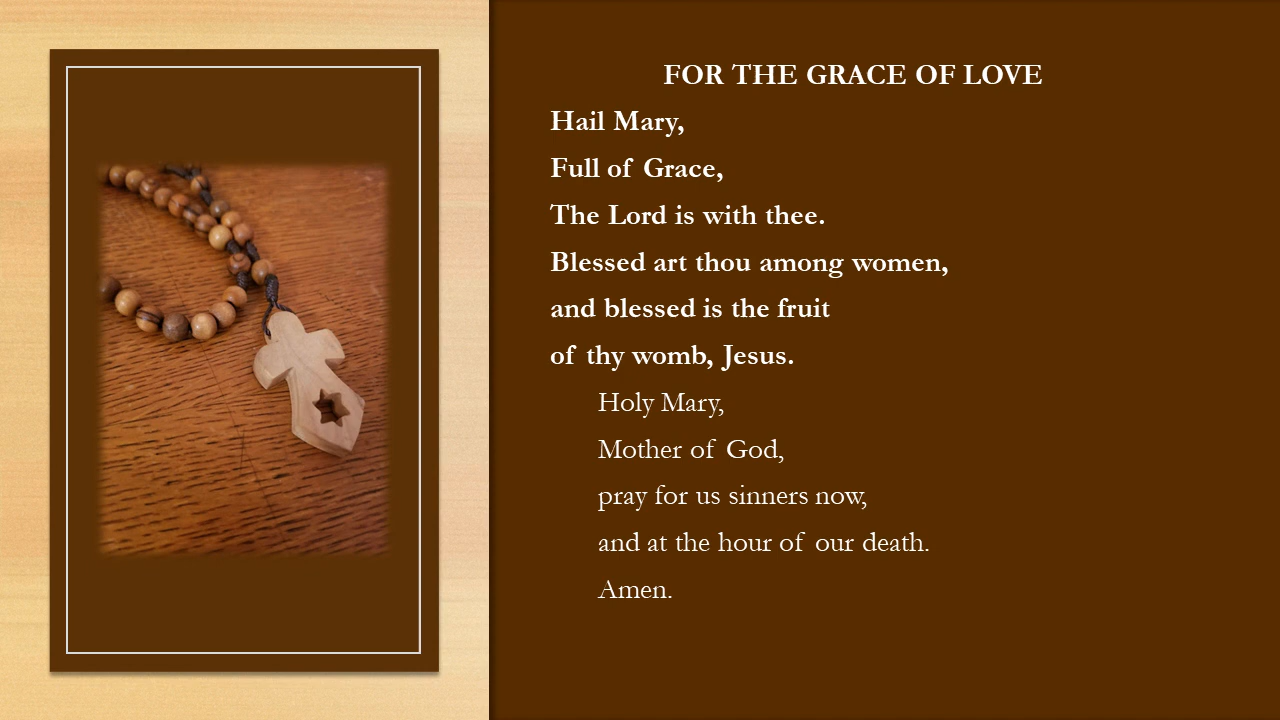 FOR THE GRACE OF LOVE
Hail Mary,
Full of Grace,
The Lord is with thee.
Blessed art thou among women,
and blessed is the fruit
of thy womb, Jesus.
Holy Mary,
Mother of God,
pray for us sinners now,
and at the hour of our death.
Amen.